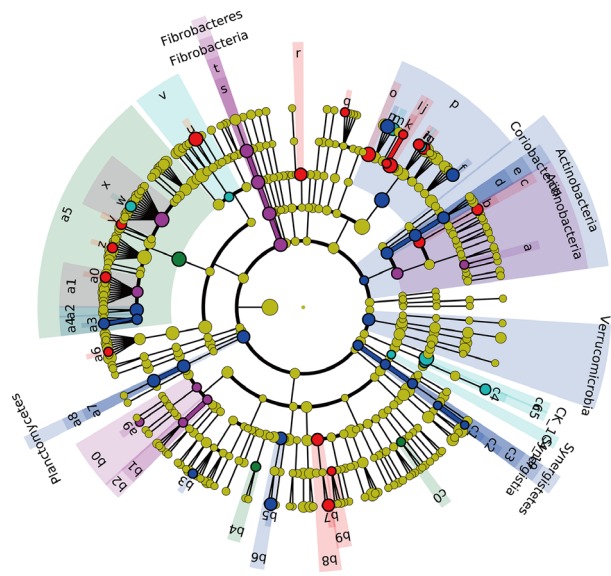 Fibrobacteres
Fibrobacteria
t
s
r
q
o
p
v
u
l
j
m
k
f
Coriobacteriia
Actinobacteria
Actinobacteria
e
d
c
b
a
x
w
a5
z
a0
a1
a2
a4
a3
a6
Verrucomicrobia
Planctomycetes
a7
a8
a9
b0
b1
b2
b3
b4
b5
b6
b7
b8
b9
c0
c1
c2
c3
c4
c5
c6
Synergistetes
Synergistia